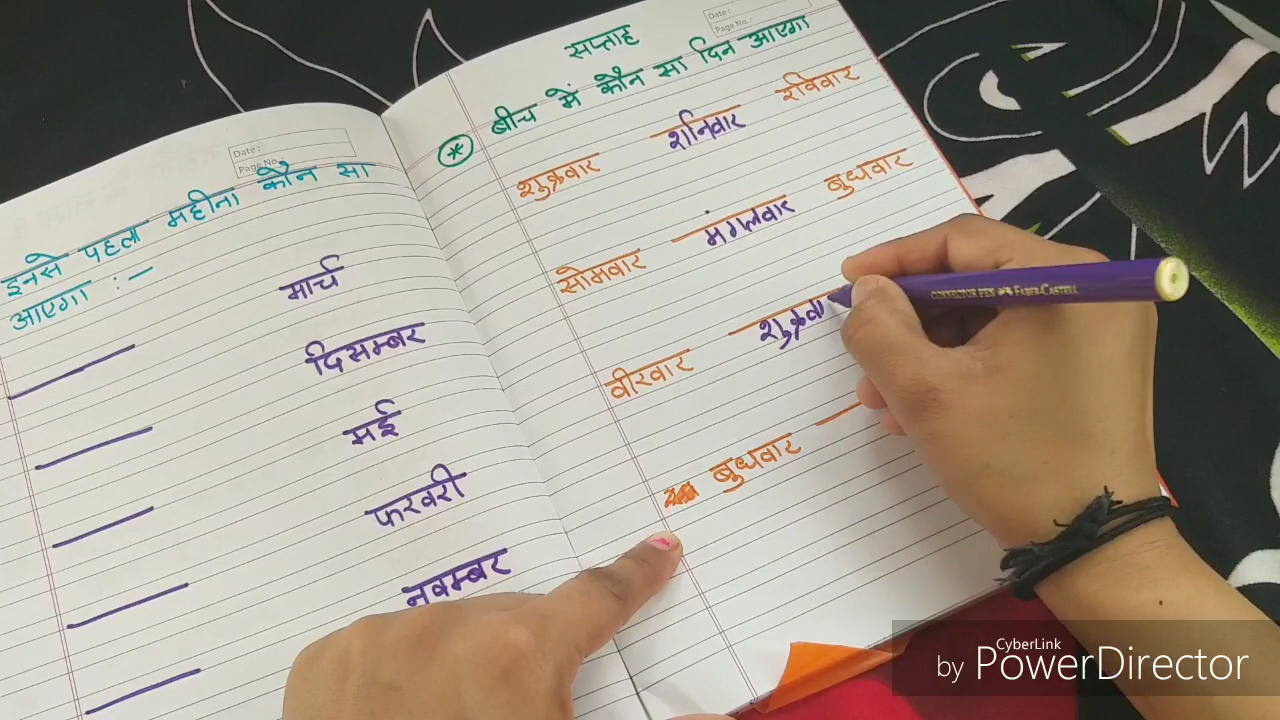 Date :
Page No.
इनसे पहला महीना कौन सा
आएगा :—
मार्च
दिसम्बर
मई
फरवरी
नवम्बर
Date :
Page No. :
सप्ताह
* बीच में कौन सा दिन आएगा
शुक्रवार शनिवार रविवार
सोमवार मंगलवार बुधवार
वीरवार शुक्रवा
बुधवार
CONNECTOR PEN FABER-CASTELL
CyberLink
by PowerDirector